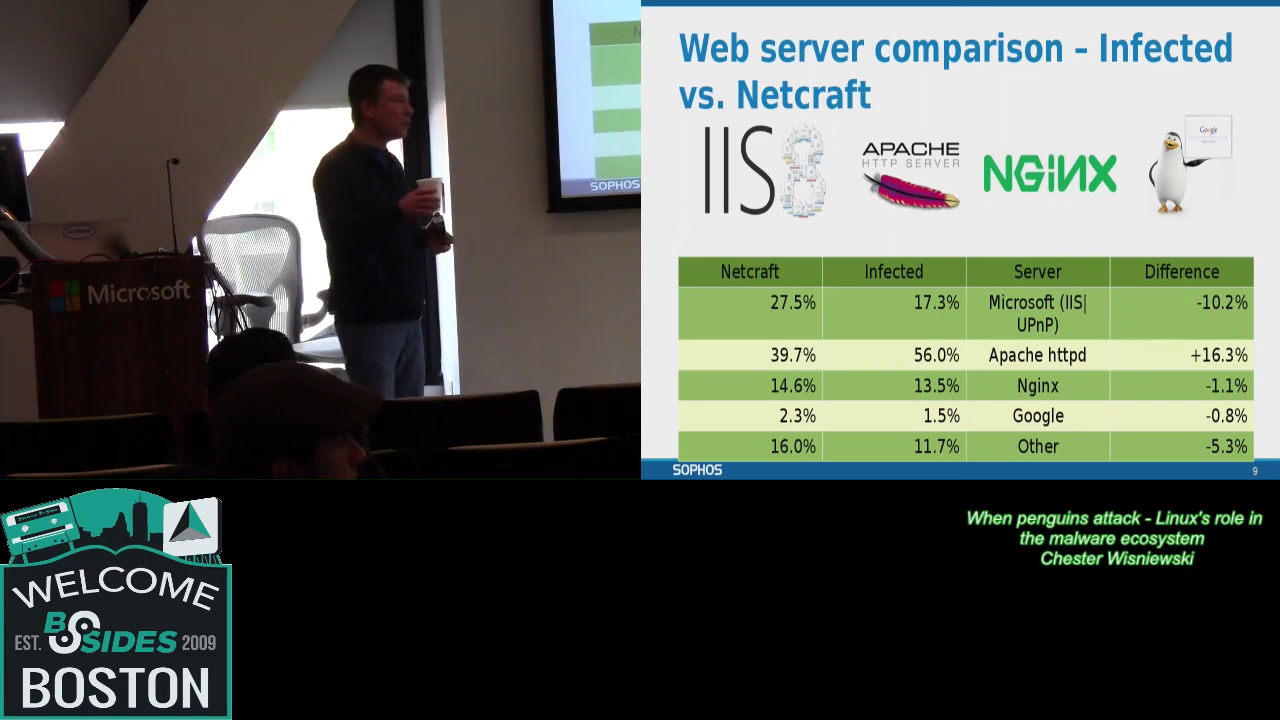 N
SOPHOS
Microsoft
Web server comparison – Infected
vs. Netcraft
IIS 8
APACHE
HTTP SERVER
NGiNX
Google
Netcraft Infected Server Difference
27.5% 17.3% Microsoft (IIS| -10.2%
UPnP)
39.7% 56.0% Apache httpd +16.3%
14.6% 13.5% Nginx -1.1%
2.3% 1.5% Google -0.8%
16.0% 11.7% Other -5.3%
SOPHOS 9
When penguins attack - Linux's role in
the malware ecosystem
Chester Wisniewski
WELCOME
EST. BSIDES 2009
BOSTON